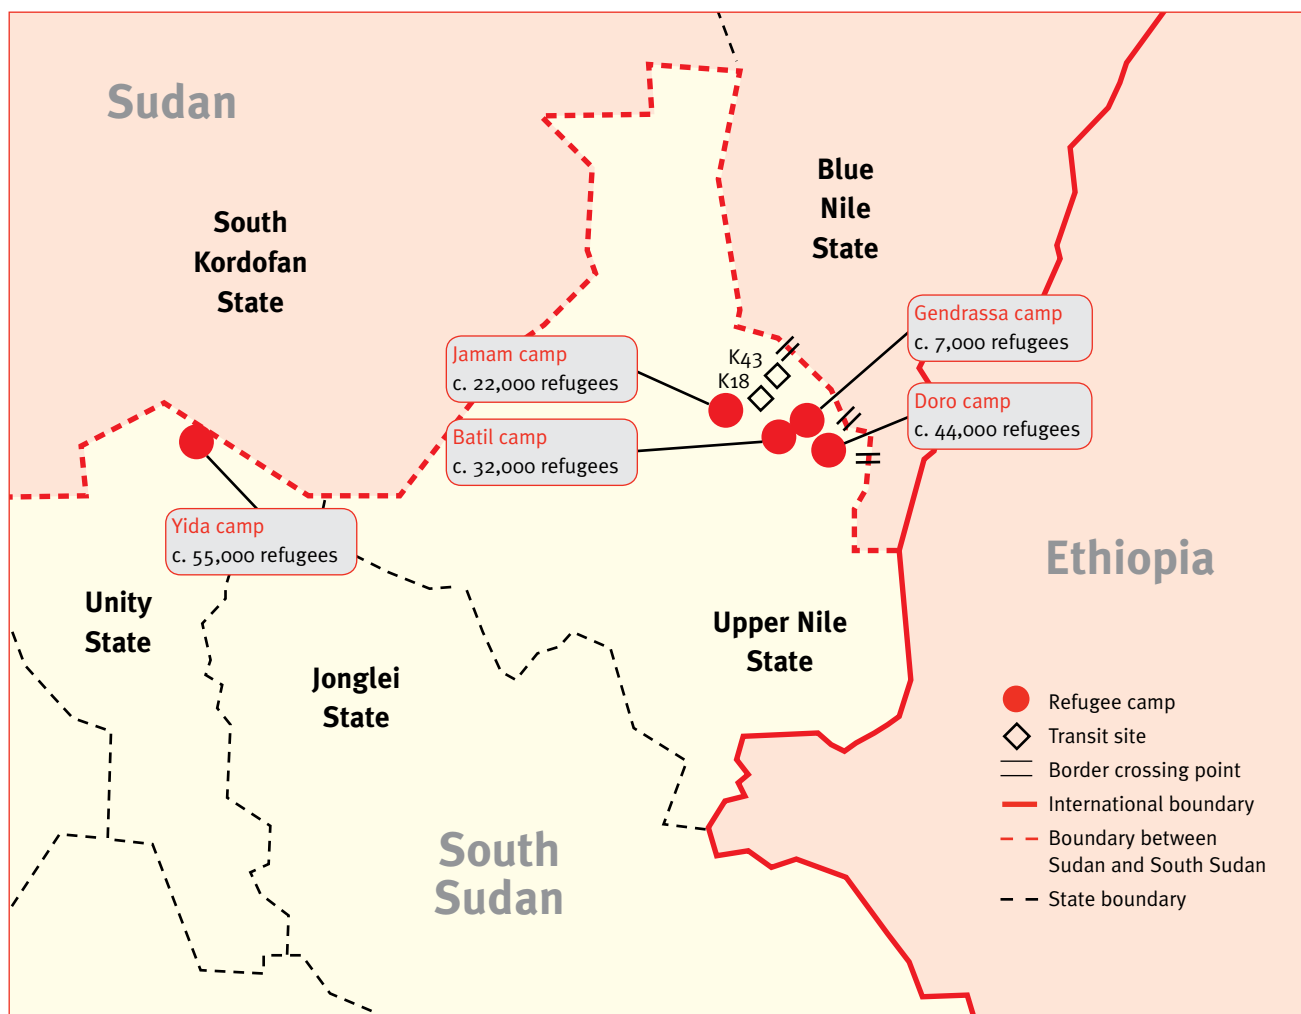 Sudan
South
Kordofan
State
Blue
Nile
State
Gendrassa camp
c. 7,000 refugees
Jamam camp
c. 22,000 refugees
K43
K18
Doro camp
c. 44,000 refugees
Batil camp
c. 32,000 refugees
Yida camp
c. 55,000 refugees
Ethiopia
Unity
State
Upper Nile
State
Jonglei
State
South
Sudan
Refugee camp
Transit site
Border crossing point
International boundary
Boundary between
Sudan and South Sudan
State boundary